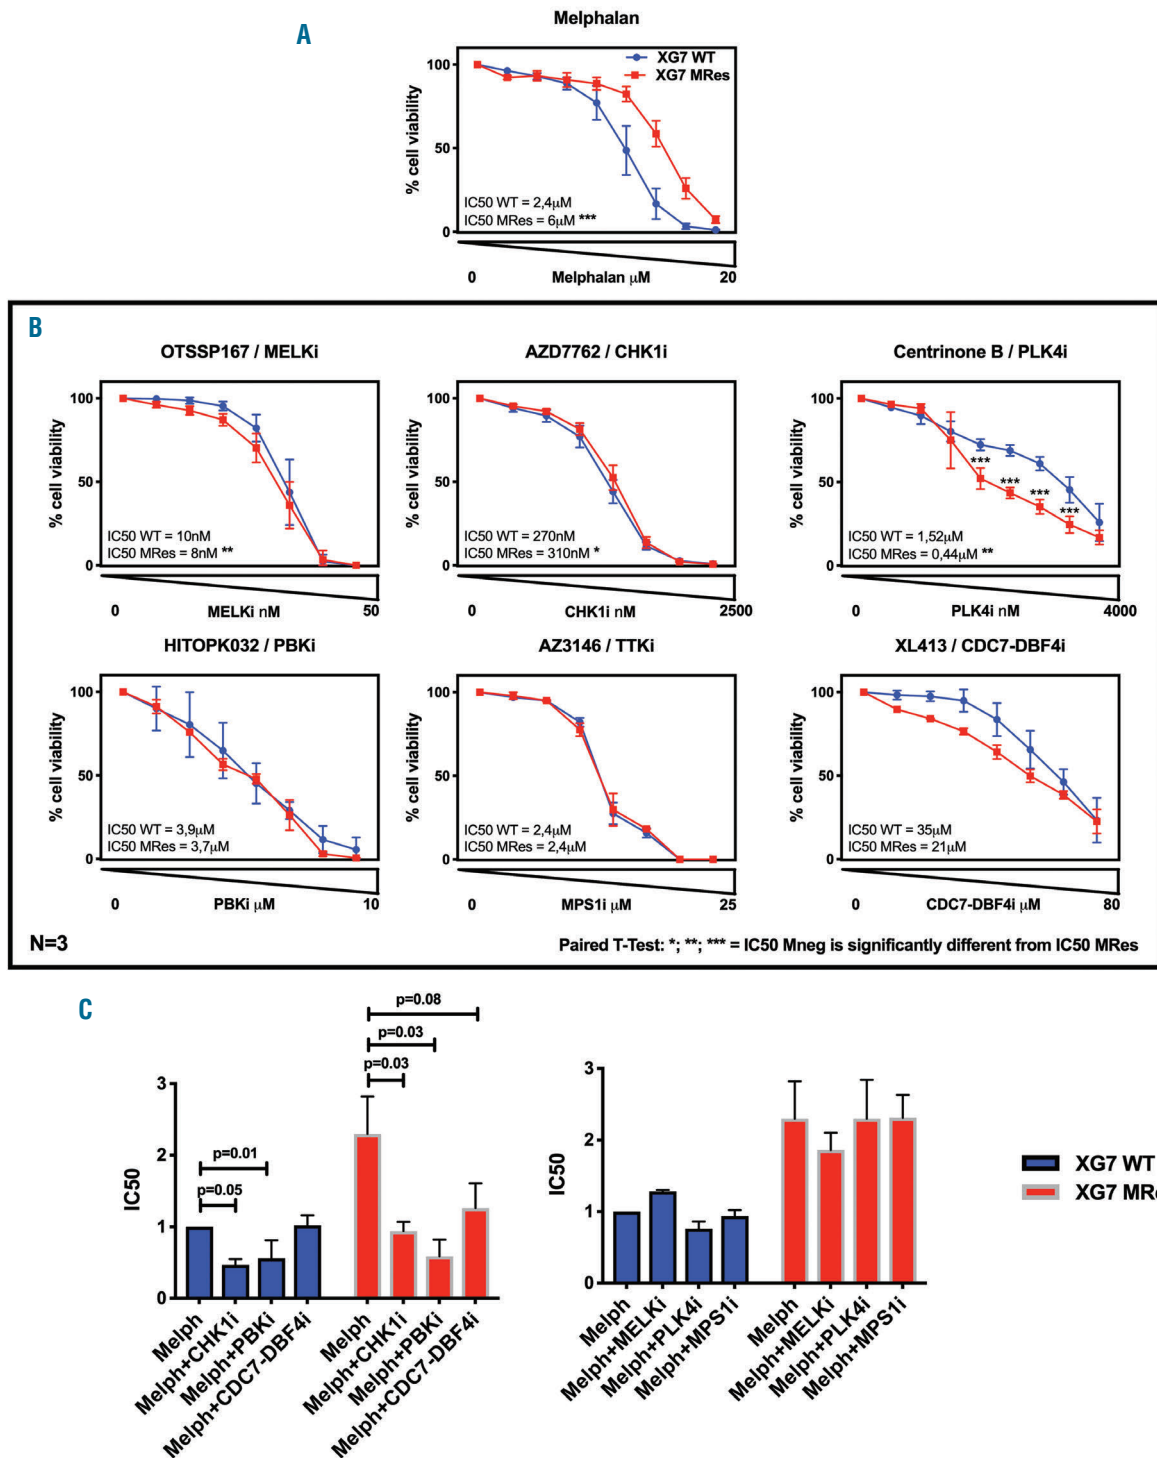 A
Melphalan
XG7 WT
XG7 MRes
% cell viability
100
50
0
IC50 WT = 2,4μM
IC50 MRes = 6μM ***
0 Melphalan μM 20
B
OTSSP167 / MELKi
% cell viability
100
50
0
IC50 WT = 10nM
IC50 MRes = 8nM **
0 MELKi nM 50
AZD7762 / CHK1i
% cell viability
100
50
0
IC50 WT = 270nM
IC50 MRes = 310nM *
0 CHK1i nM 2500
Centrinone B / PLK4i
% cell viability
100
50
0
***
***
***
***
IC50 WT = 1,52μM
IC50 MRes = 0,44μM **
0 PLK4i nM 4000
HITOPK032 / PBKi
% cell viability
100
50
0
IC50 WT = 3,9μM
IC50 MRes = 3,7μM
0 PBKi μM 10
AZ3146 / TTKi
% cell viability
100
50
0
IC50 WT = 2,4μM
IC50 MRes = 2,4μM
0 MPS1i μM 25
XL413 / CDC7-DBF4i
% cell viability
100
50
0
IC50 WT = 35μM
IC50 MRes = 21μM
0 CDC7-DBF4i μM 80
N=3
Paired T-Test: *; **; *** = IC50 Mneg is significantly different from IC50 MRes
C
IC50
3
2
1
0
p=0.01
p=0.05
p=0.08
p=0.03
p=0.03
Melph
Melph+CHK1i
Melph+PBKi
Melph+CDC7-DBF4i
Melph
Melph+CHK1i
Melph+PBKi
Melph+CDC7-DBF4i
IC50
3
2
1
0
Melph
Melph+MELKi
Melph+PLK4i
Melph+MPS1i
Melph
Melph+MELKi
Melph+PLK4i
Melph+MPS1i
XG7 WT
XG7 MRe